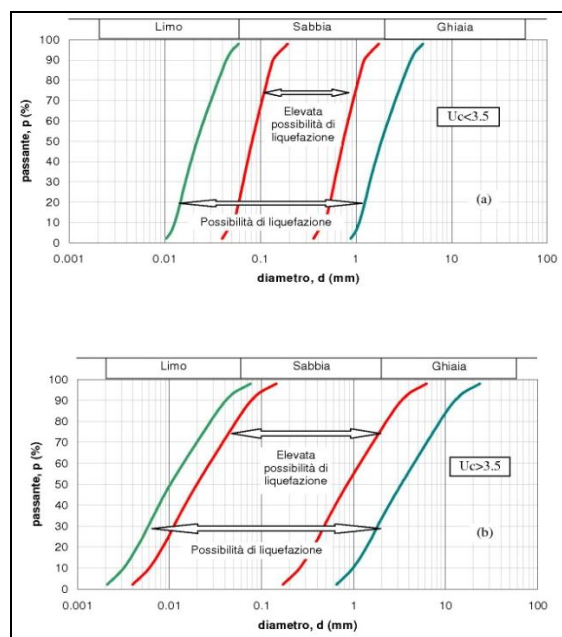 Limo Sabbia Ghiaia
100
90
80
70
60
50
40
30
20
10
0
passante, p (%)
Elevata
possibilità di
liquefazione
Uc<3.5
Possibilità di liquefazione
(a)
0.001 0.01 0.1 1 10 100
diametro, d (mm)
Limo Sabbia Ghiaia
100
90
80
70
60
50
40
30
20
10
0
passante, p (%)
Elevata
possibilità di
liquefazione
Uc>3.5
Possibilità di liquefazione
(b)
0.001 0.01 0.1 1 10 100
diametro, d (mm)